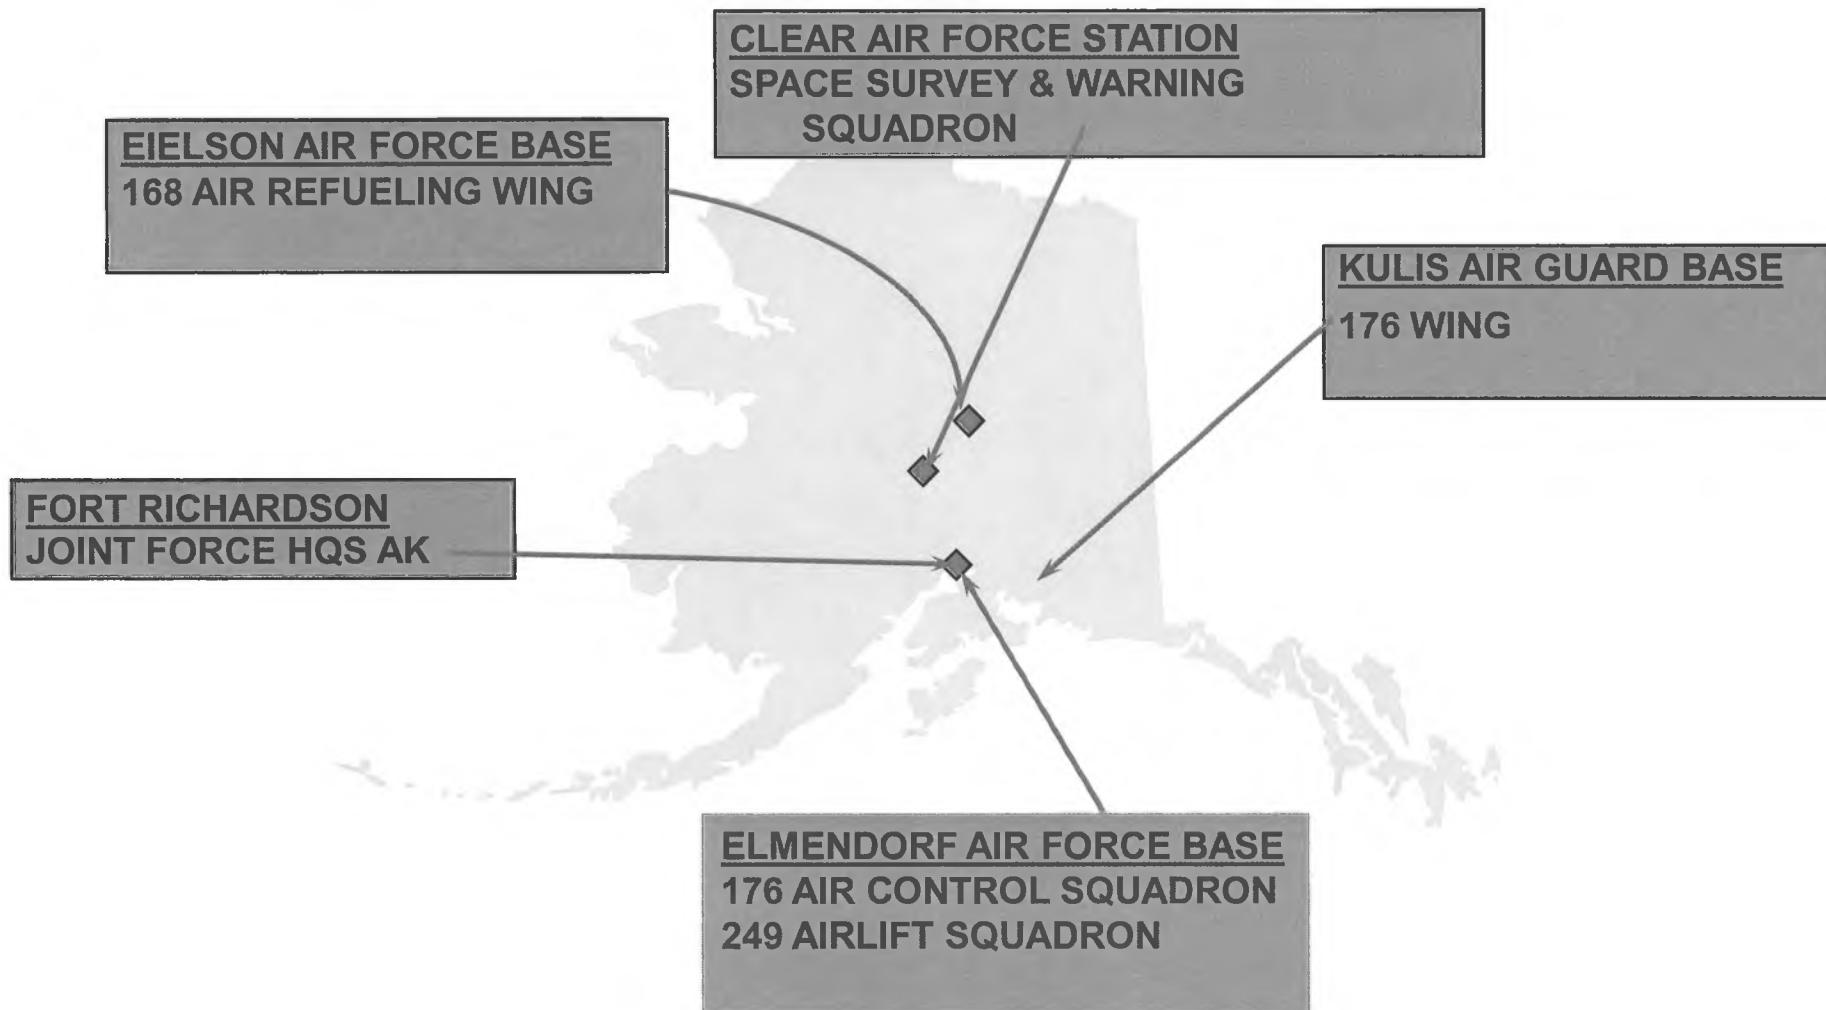 CLEAR AIR FORCE STATION
SPACE SURVEY & WARNING
SQUADRON
EIELSON AIR FORCE BASE
168 AIR REFUELING WING
KULIS AIR GUARD BASE
176 WING
FORT RICHARDSON
JOINT FORCE HQS AK
ELMENDORF AIR FORCE BASE
176 AIR CONTROL SQUADRON
249 AIRLIFT SQUADRON